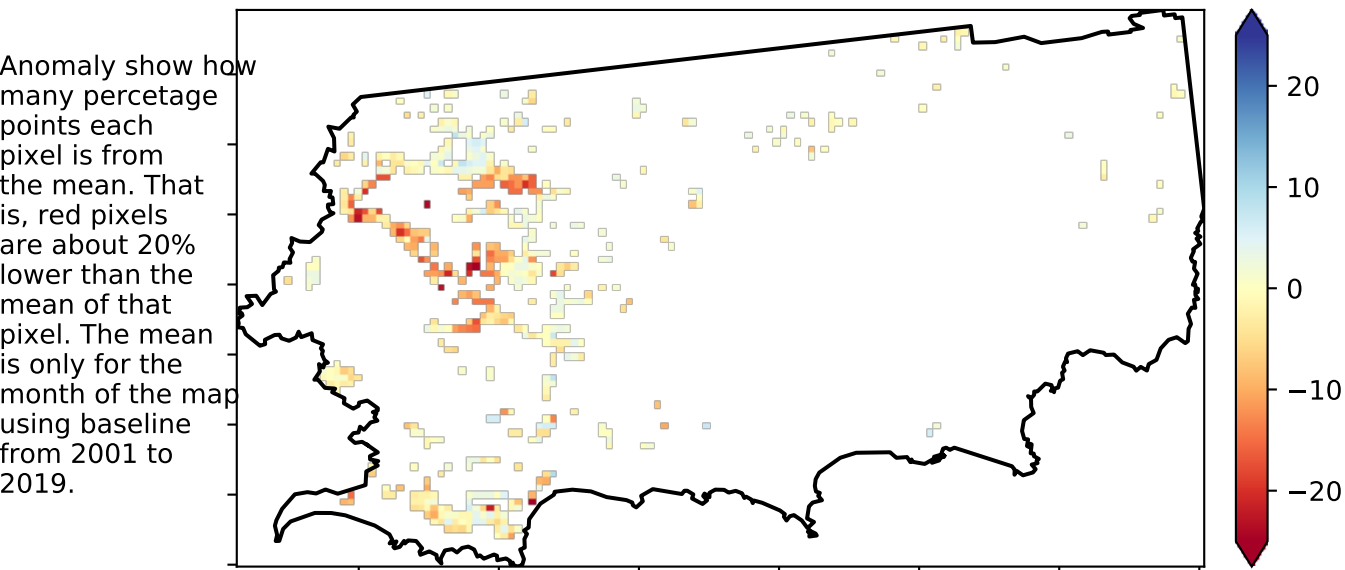 Anomaly show how
many percetage
points each
pixel is from
the mean. That
is, red pixels
are about 20%
lower than the
mean of that
pixel. The mean
is only for the
month of the map
using baseline
from 2001 to
2019.
20
10
0
−10
−20